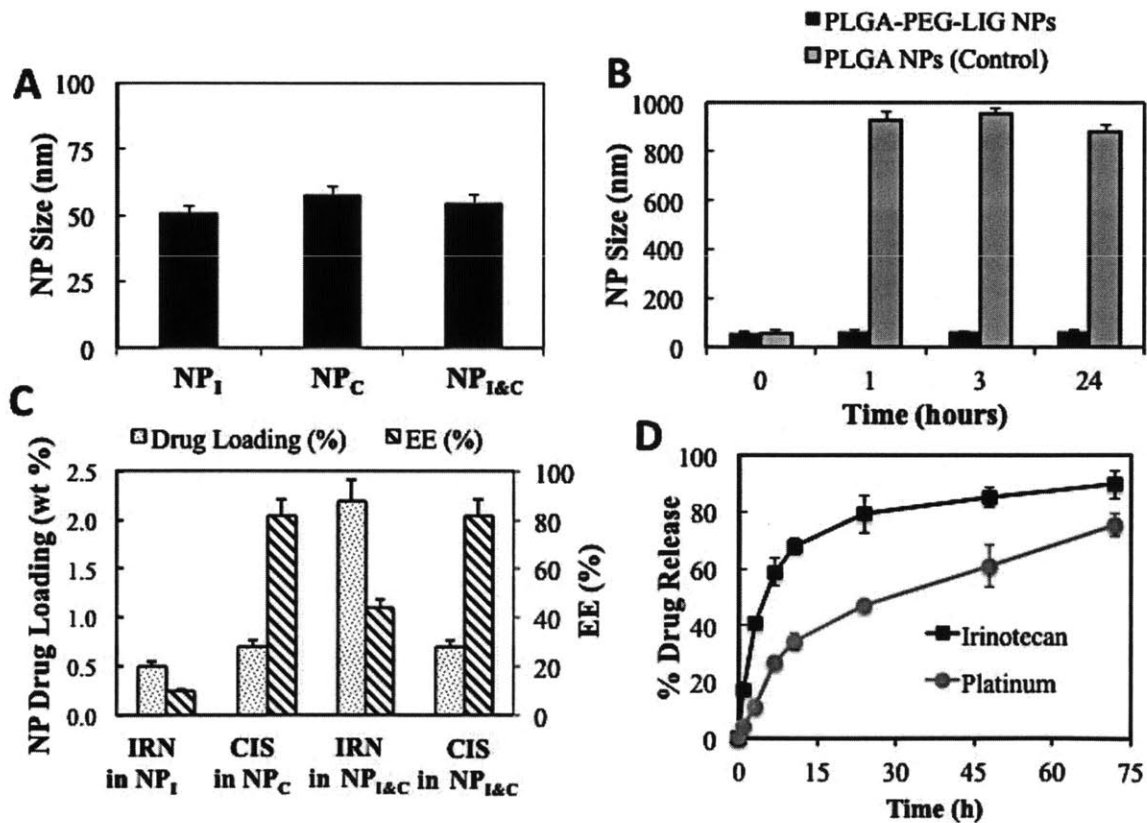 A
NP Size (nm)
100
75
50
25
0
NP_I
NP_C
NP_I&C
PLGA-PEG-LIG NPs
PLGA NPs (Control)
B
NP Size (nm)
1000
800
600
400
200
0
1
3
24
Time (hours)
C
Drug Loading (%)
EE (%)
NP Drug Loading (wt %)
2.5
2.0
1.5
1.0
0.5
0.0
100
80
60
40
20
0
EE (%)
IRN
in NP_I
CIS
in NP_C
IRN
in NP_I&C
CIS
in NP_I&C
D
% Drug Release
100
80
60
40
20
0
Irinotecan
Platinum
0
15
30
45
60
75
Time (h)